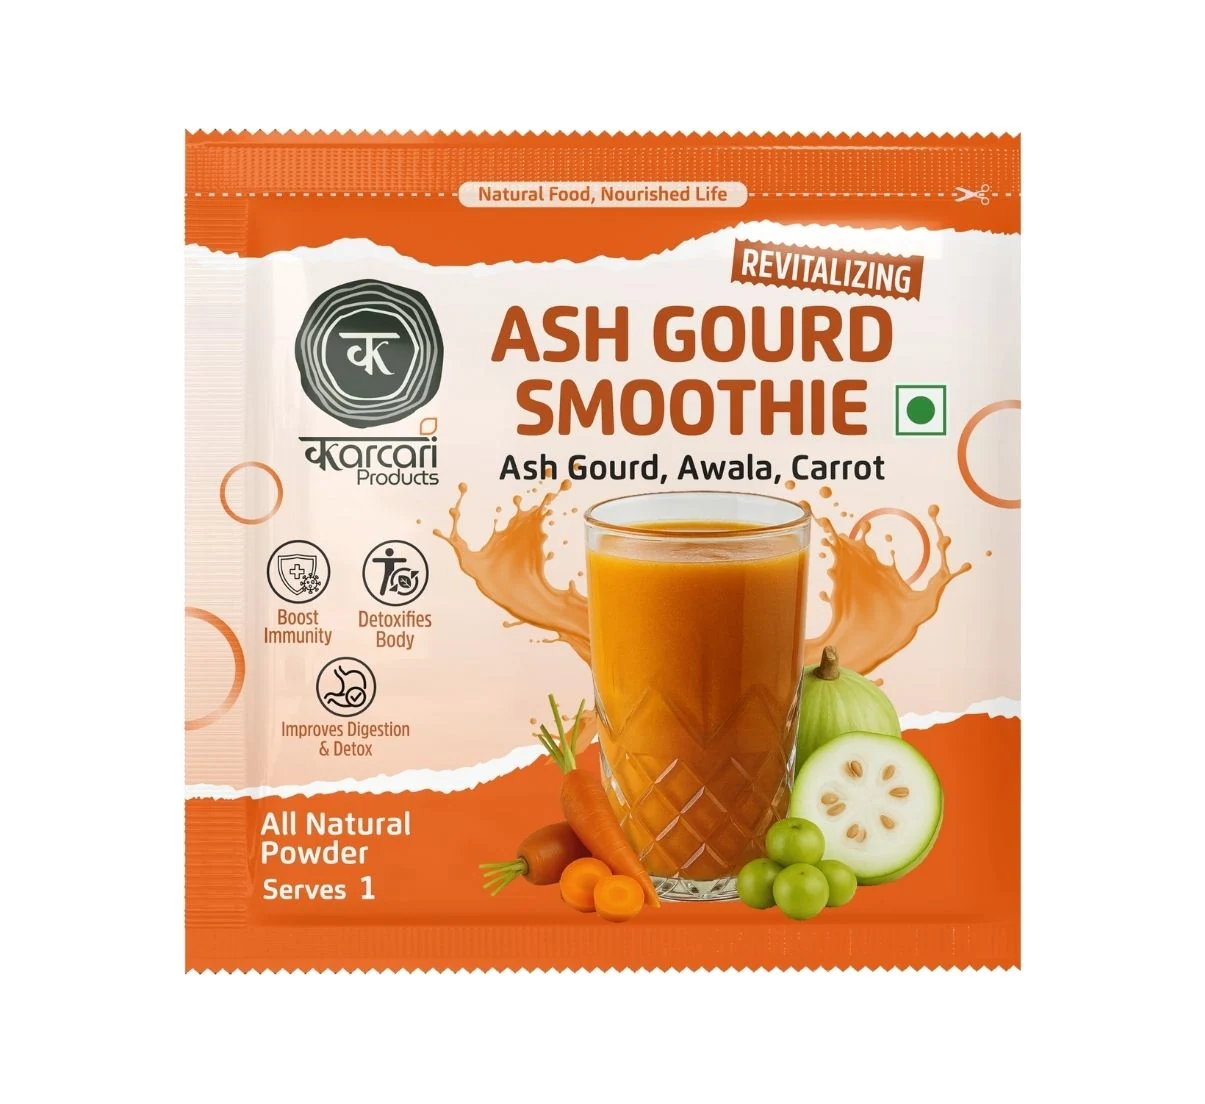 Natural Food, Nourished Life
REVITALIZING
ASH GOURD
SMOOTHIE
Ash Gourd, Awala, Carrot
क
कarcari
Products
Boost
Immunity
Detoxifies
Body
Improves Digestion
& Detox
All Natural
Powder
Serves 1